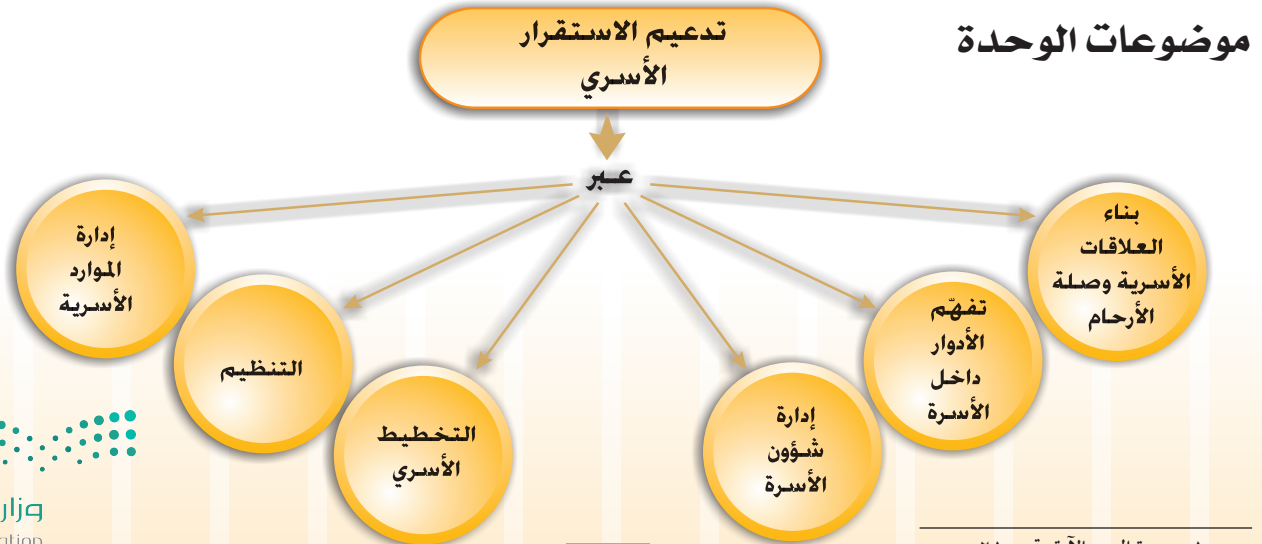 موضوعات الوحدة
تدعيم الاستقرار
الأسري
عبر
بناء
العلاقات
الأسرية وصلة
الأرحام
تفهّم
الأدوار
داخل
الأسرة
إدارة
شؤون
الأسرة
التخطيط
الأسري
التنظيم
إدارة
الموارد
الأسرية